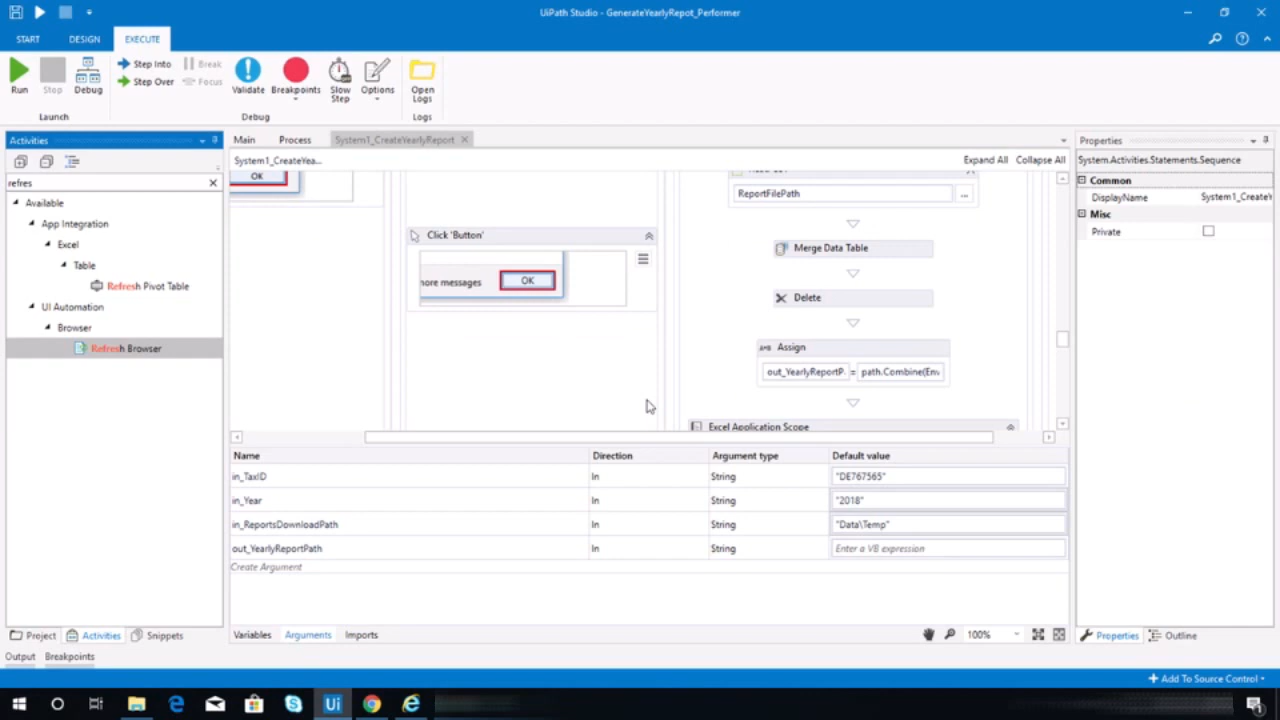 UiPath Studio - GenerateYearlyRepot_Performer
START DESIGN EXECUTE
Run Stop Debug Step Into Step Over Break Focus Validate Breakpoints Slow Step Options Open Logs
Launch Debug Logs
Activities
refres
Available
App Integration
Excel
Table
Refresh Pivot Table
UI Automation
Browser
Refresh Browser
Project Activities Snippets
Output Breakpoints
Main Process System1_CreateYearlyReport
System1_CreateYea... Expand All Collapse All
OK
Click 'Button'
more messages OK
ReportFilePath ...
Merge Data Table
Delete
A+B Assign
out_YearlyReportP = path.Combine(Env
Excel Application Scope
Name Direction Argument type Default value
in_TaxID In String "DE767565"
in_Year In String "2018"
in_ReportsDownloadPath In String "Data\Temp"
out_YearlyReportPath In String Enter a VB expression
Create Argument
Variables Arguments Imports 100%
Properties
System.Activities.Statements.Sequence
Common
DisplayName System1_CreateY
Misc
Private
Properties Outline
Add To Source Control
Ui
1